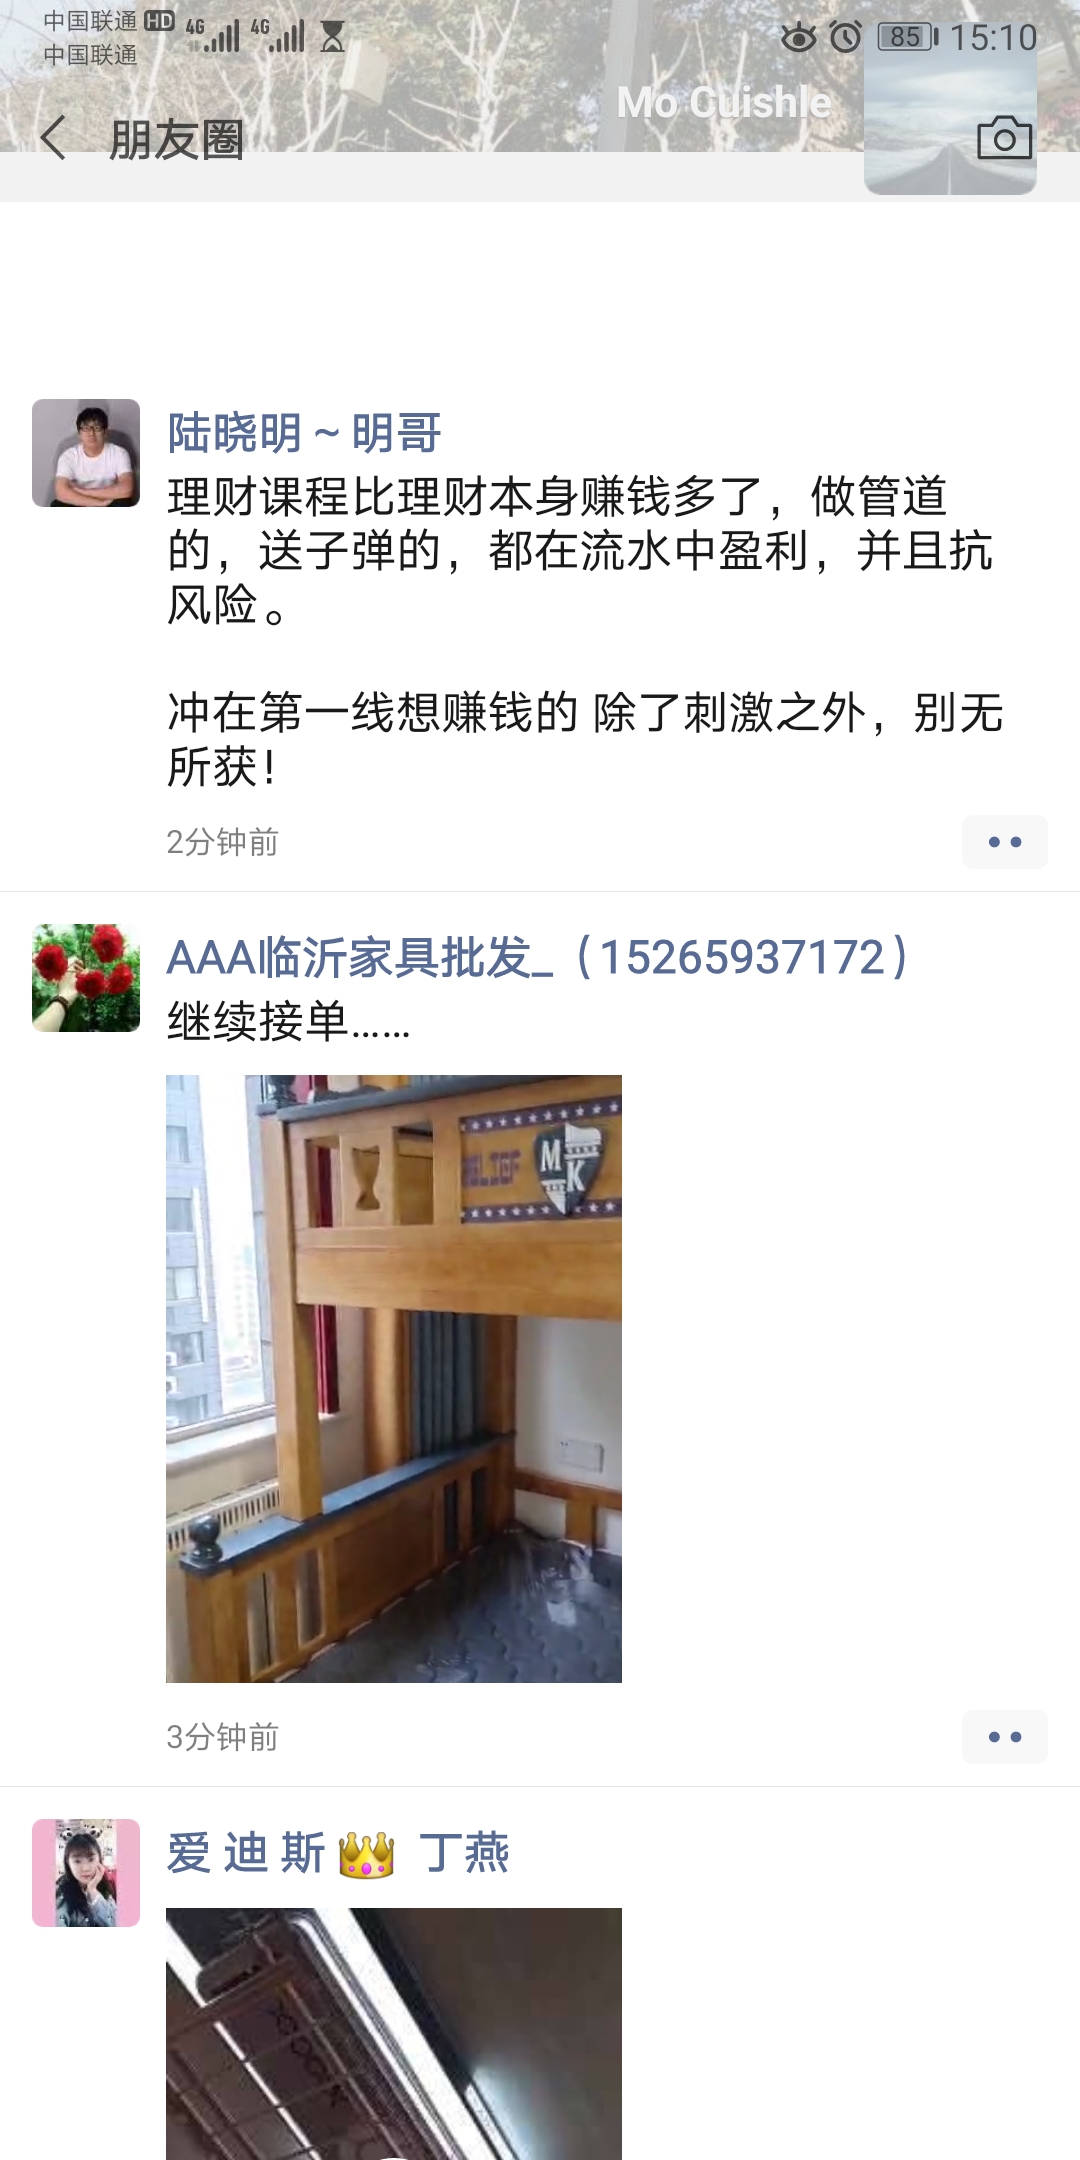 中国联通 HD 4G 4G 85 15:10
中国联通
Mo Cuishle
朋友圈
陆晓明~明哥
理财课程比理财本身赚钱多了，做管道
的，送子弹的，都在流水中盈利，并且抗
风险。
冲在第一线想赚钱的 除了刺激之外，别无
所获！
2分钟前
AAA临沂家具批发_（15265937172）
继续接单……
M
K
3分钟前
爱 迪 斯👑 丁燕